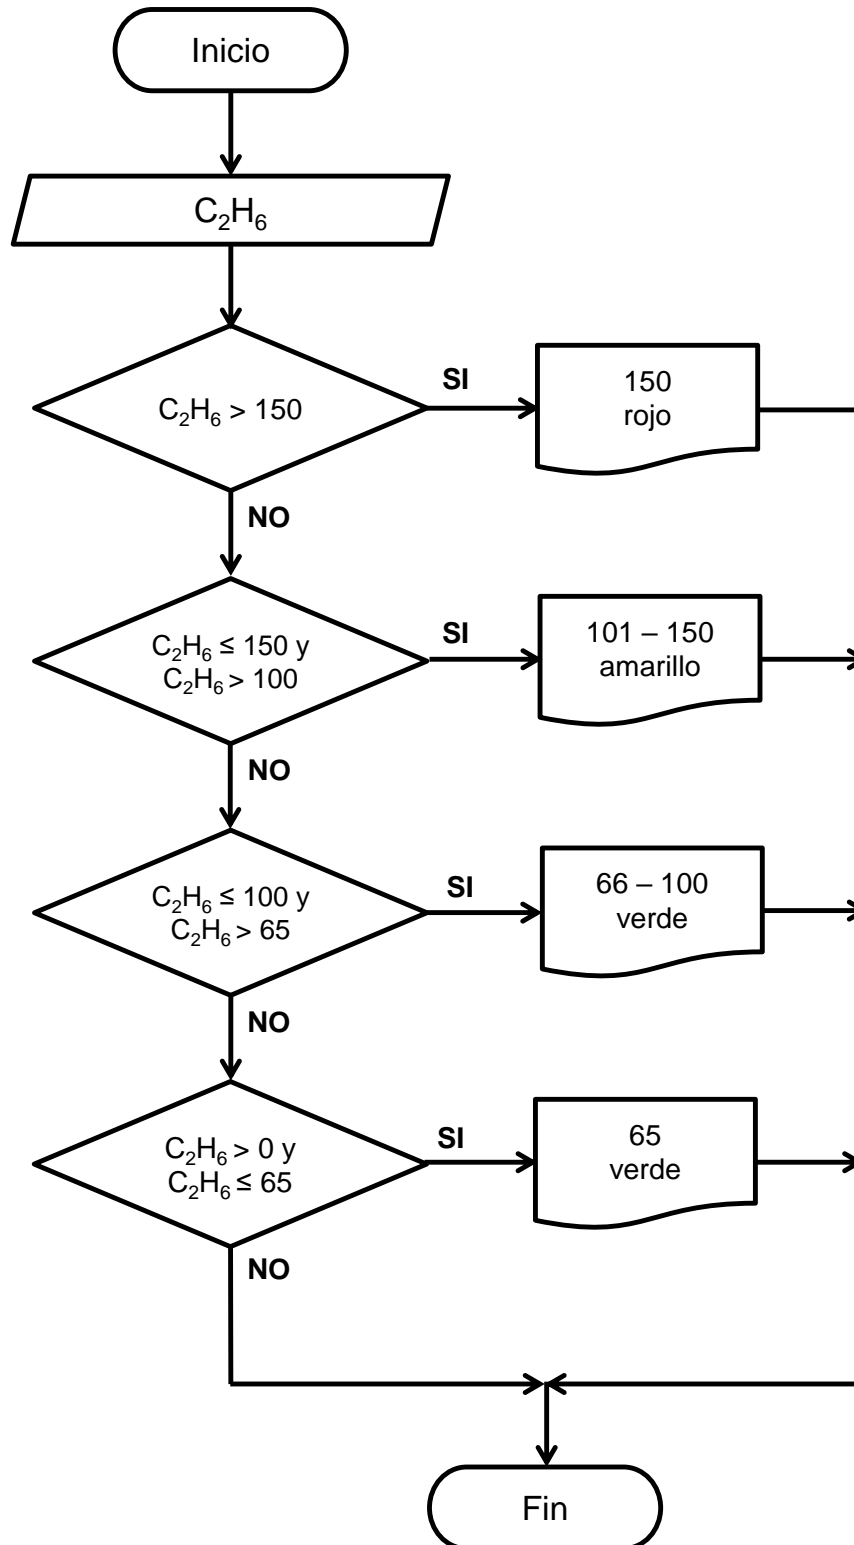 Inicio
C₂H₆
C₂H₆ > 150
SI
150
rojo
NO
C₂H₆ ≤ 150 y
C₂H₆ > 100
SI
101 – 150
amarillo
NO
C₂H₆ ≤ 100 y
C₂H₆ > 65
SI
66 – 100
verde
NO
C₂H₆ > 0 y
C₂H₆ ≤ 65
SI
65
verde
NO
Fin